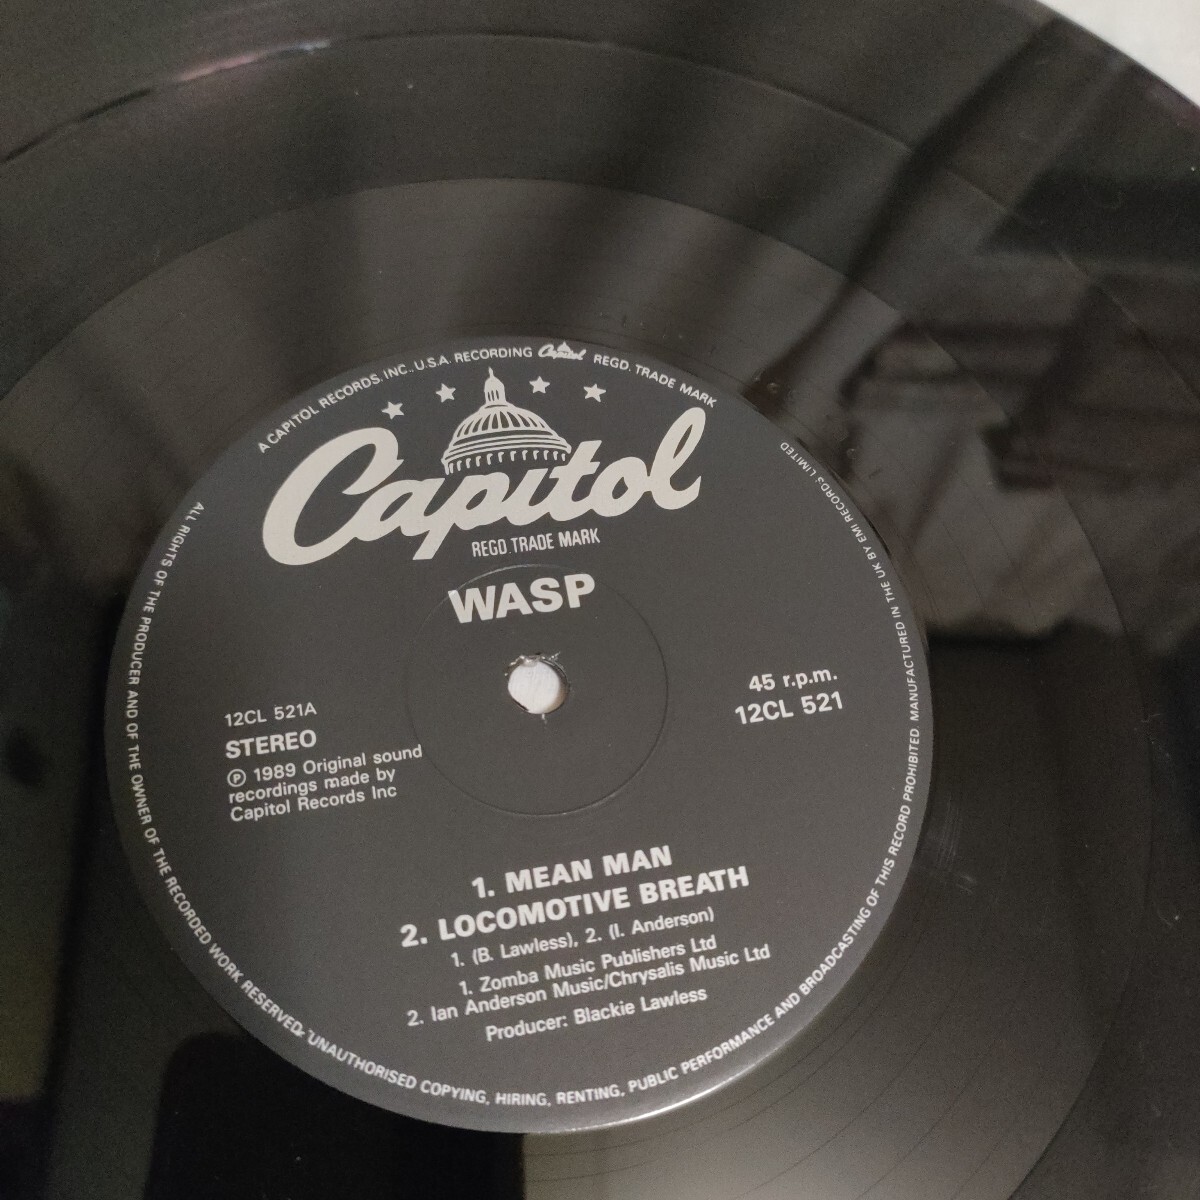 A CAPITOL RECORDS. INC., U.S.A. RECORDING Capitol REGD. TRADE MARK
Capitol
REGD. TRADE MARK
WASP
12CL 521A
STEREO
℗ 1989 Original sound
recordings made by
Capitol Records Inc
45 r.p.m.
12CL 521
1. MEAN MAN
2. LOCOMOTIVE BREATH
1. (B. Lawless), 2. (I. Anderson)
1. Zomba Music Publishers Ltd
2. Ian Anderson Music/Chrysalis Music Ltd
Producer: Blackie Lawless
ALL RIGHTS OF THE PRODUCER AND OF THE OWNER OF THE RECORDED WORK RESERVED. UNAUTHORISED COPYING, HIRING, RENTING, PUBLIC PERFORMANCE AND BROADCASTING OF THIS RECORD PROHIBITED MANUFACTURED IN THE UK BY EMI RECORDS LIMITED